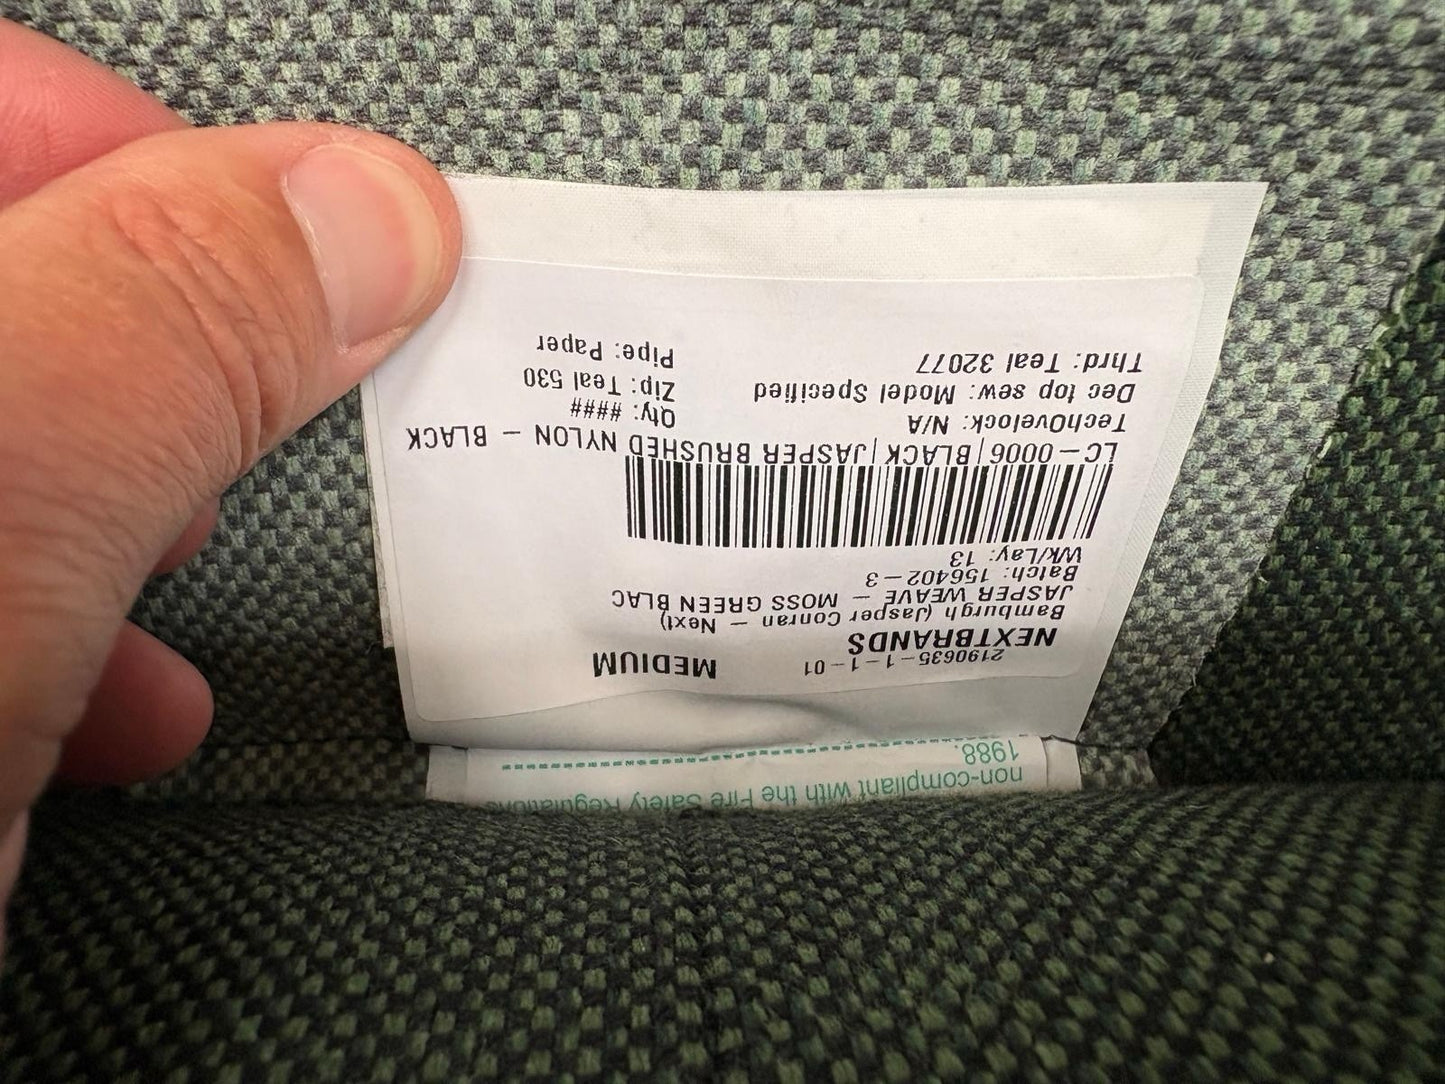 non-compliant with the Fire Safety Regulations
1988.
2190635-1-1-01 MEDIUM
NEXTBRANDS
Bamburgh (Jasper Conran - Next)
JASPER WEAVE - MOSS GREEN BLAC
Batch: 156402-3
Wk/Lay: 13
LC-0006|BLACK|JASPER BRUSHED NYLON - BLACK
TechOvelock: N/A Qty: ####
Dec top sew: Model Specified Zip: Teal 530
Thrd: Teal 32077 Pipe: Paper